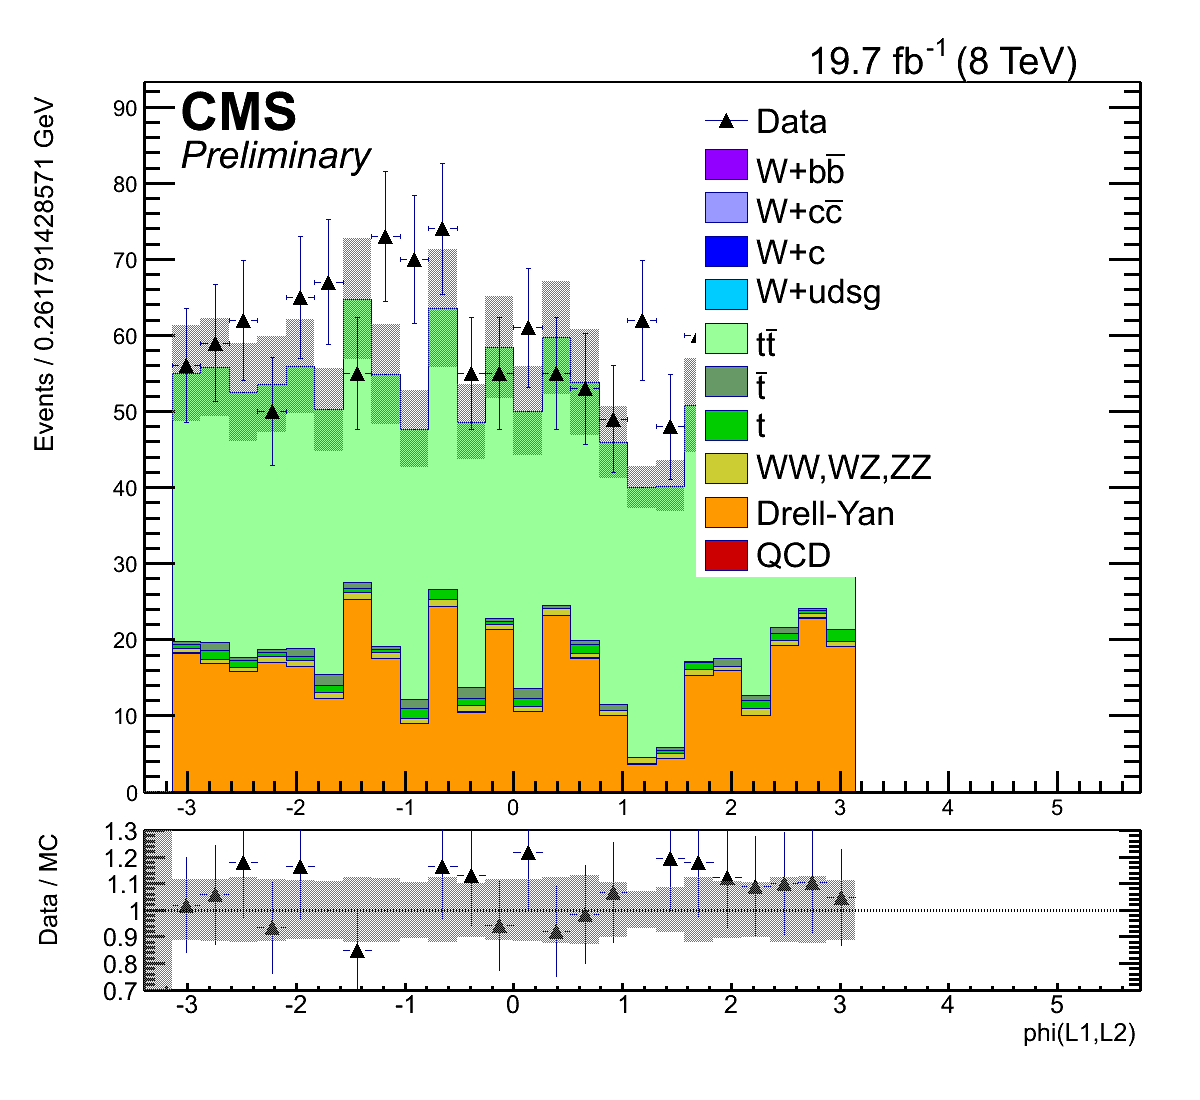 19.7 fb⁻¹ (8 TeV)
CMS
Preliminary
Events / 0.261791428571 GeV
90
80
70
60
50
40
30
20
10
0
Data
W+bb̅
W+cc̅
W+c
W+udsg
tt̅
t̅
t
WW,WZ,ZZ
Drell-Yan
QCD
-3 -2 -1 0 1 2 3 4 5
Data / MC
1.3
1.2
1.1
1
0.9
0.8
0.7
-3 -2 -1 0 1 2 3 4 5
phi(L1,L2)